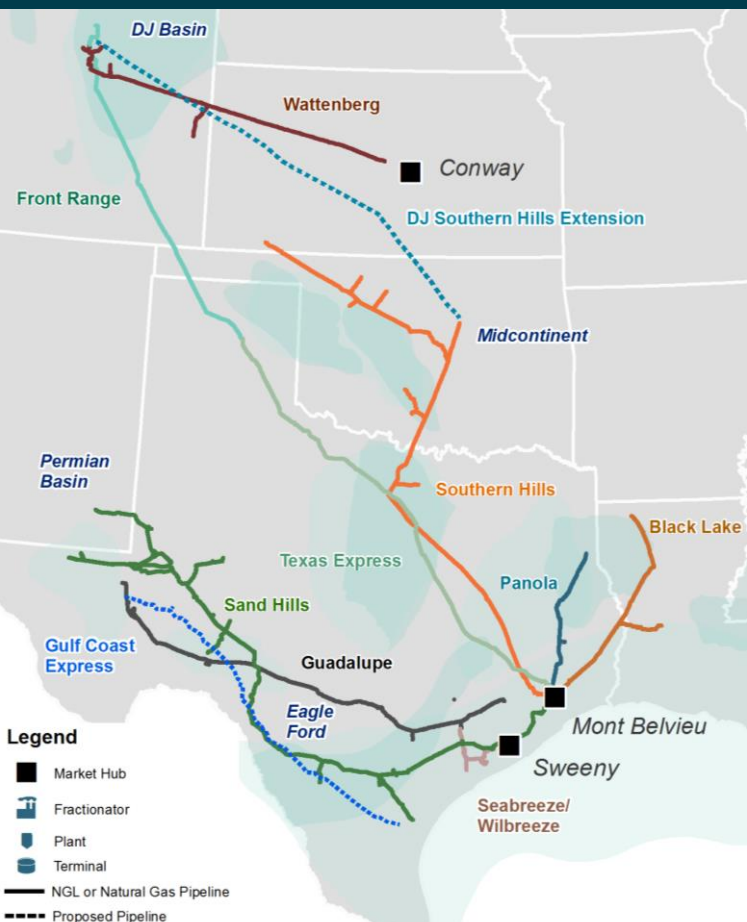 DJ Basin
Wattenberg
Conway
Front Range
DJ Southern Hills Extension
Midcontinent
Permian
Basin
Southern Hills
Black Lake
Texas Express
Panola
Sand Hills
Gulf Coast
Express
Guadalupe
Eagle
Ford
Mont Belvieu
Sweeny
Seabreeze/
Wilbreeze
Legend
Market Hub
Fractionator
Plant
Terminal
NGL or Natural Gas Pipeline
Proposed Pipeline